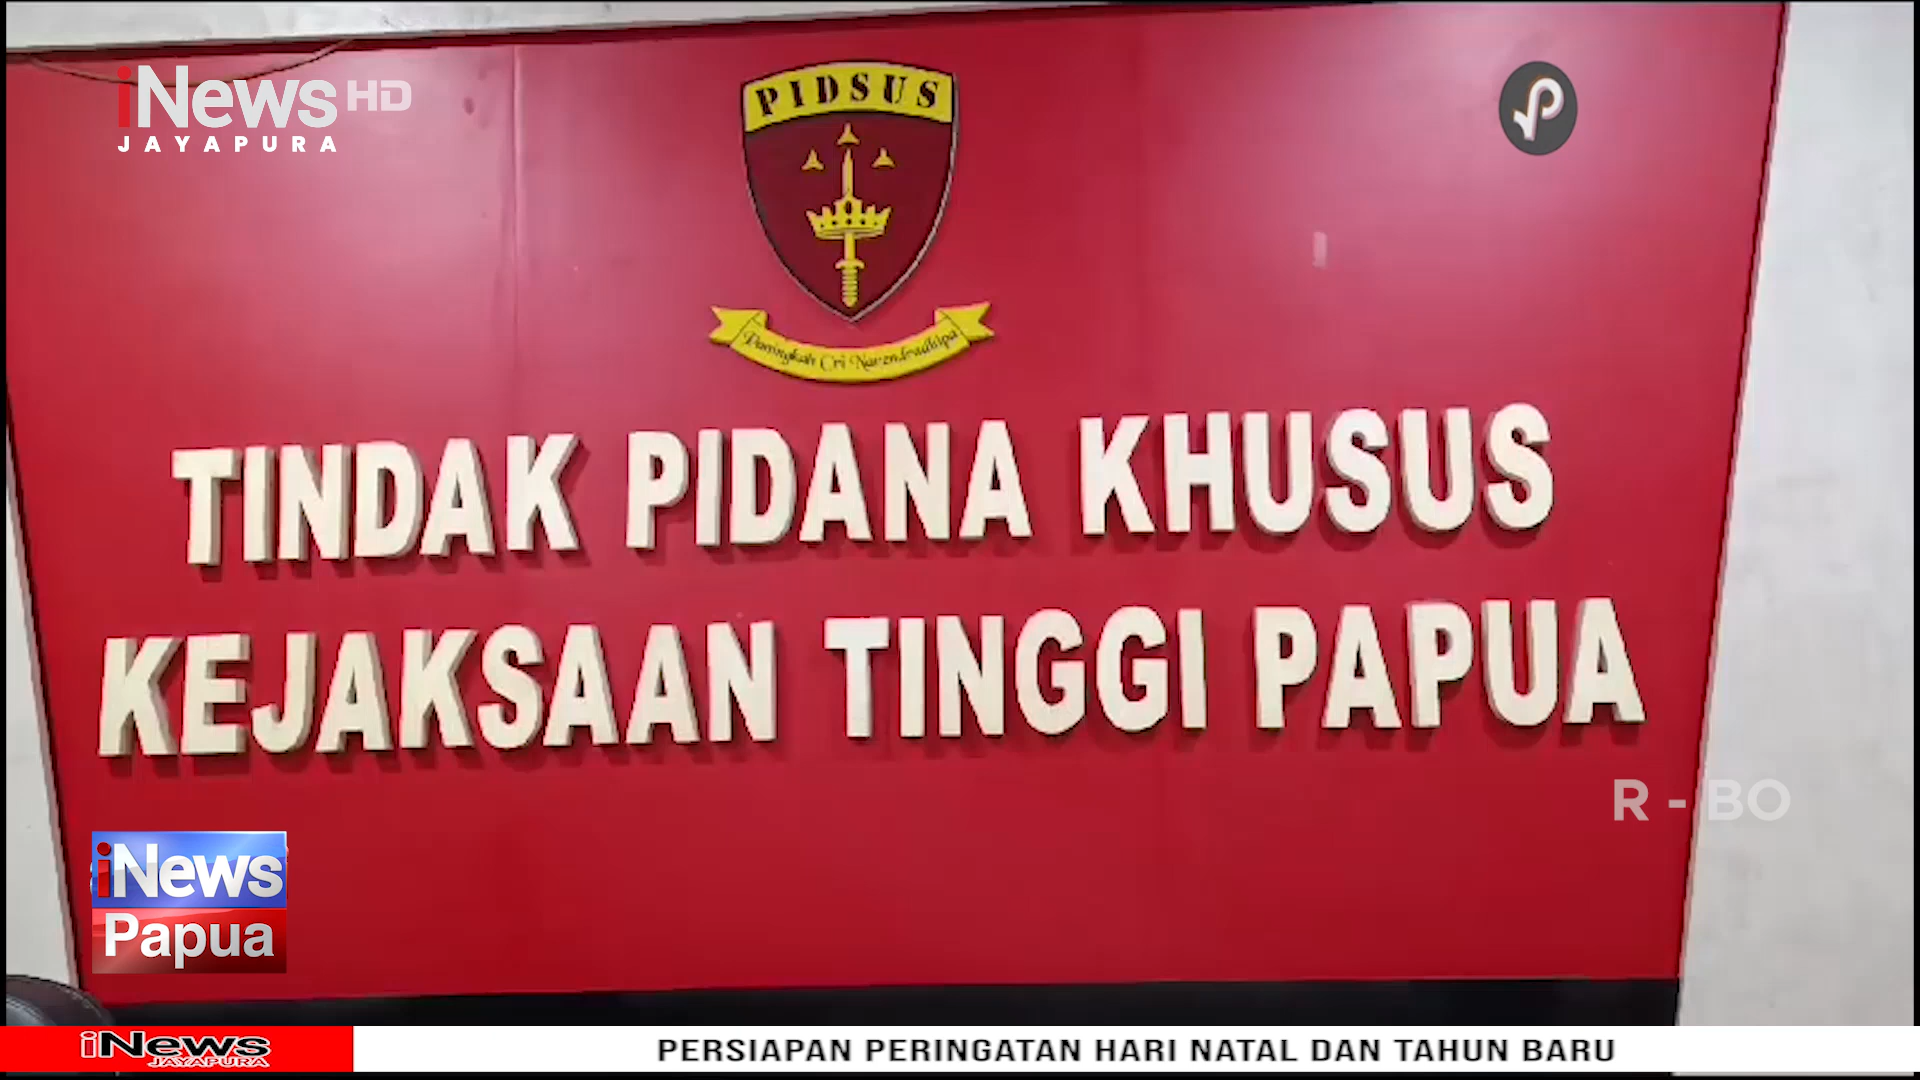 iNews HD
JAYAPURA
PIDSUS
TINDAK PIDANA KHUSUS
KEJAKSAAN TINGGI PAPUA
R - BO
iNews
Papua
iNews
JAYAPURA
PERSIAPAN PERINGATAN HARI NATAL DAN TAHUN BARU